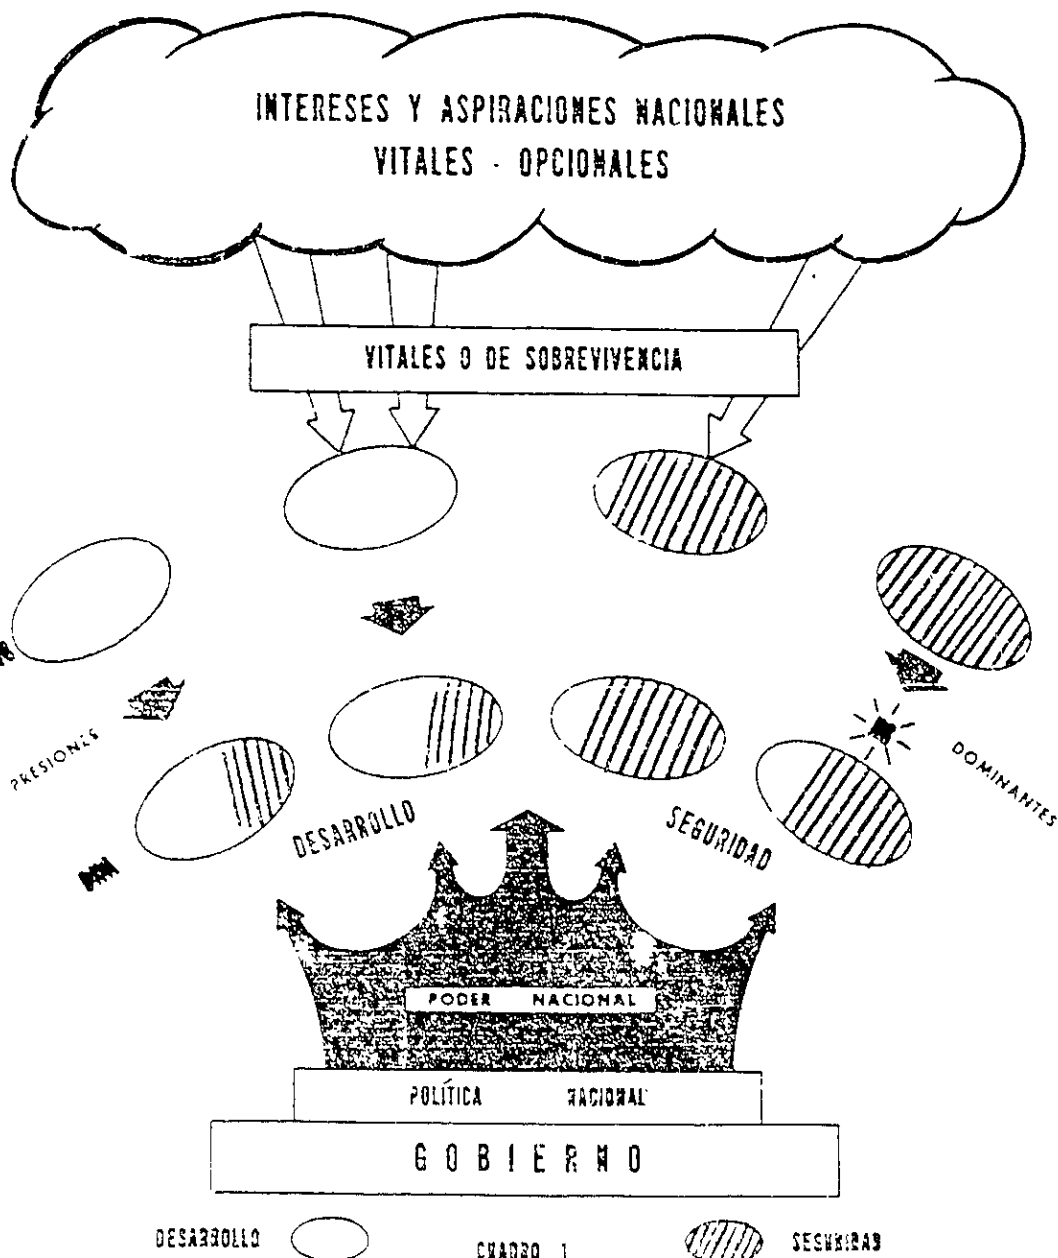 INTERESES Y ASPIRACIONES NACIONALES
VITALES - OPCIONALES
VITALES O DE SOBREVIVENCIA
PRESIONES
DOMINANTES
DESARROLLO
SEGURIDAD
PODER NACIONAL
POLÍTICA NACIONAL
GOBIERNO
DESARROLLO
CUADRO 1
SEGURIDAD